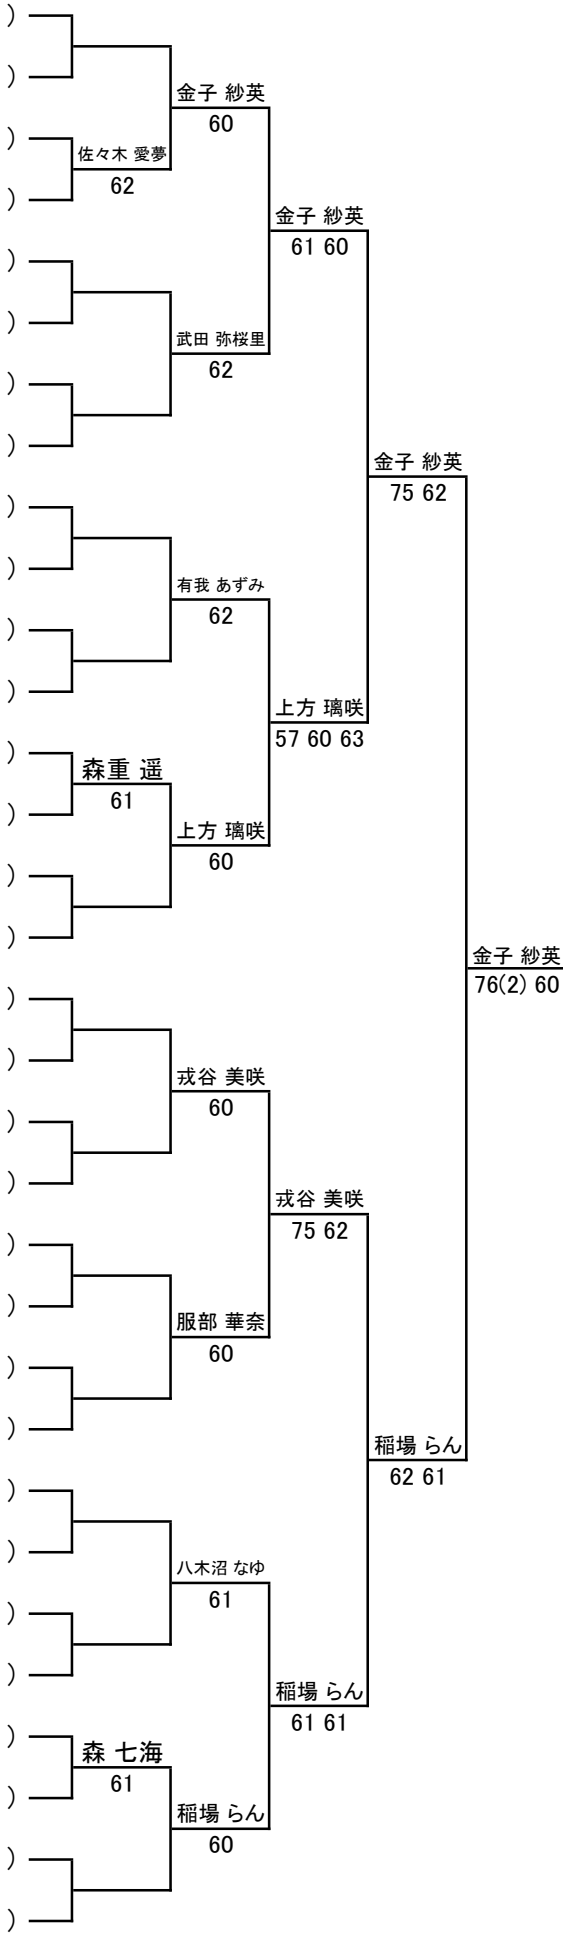 )
)
金子 紗英
60
)
佐々木 愛夢
62
)
金子 紗英
61 60
)
)
武田 弥桜里
62
)
)
金子 紗英
75 62
)
)
有我 あずみ
62
)
)
上方 璃咲
57 60 63
)
森重 遥
61
)
上方 璃咲
60
)
)
金子 紗英
76(2) 60
)
)
戎谷 美咲
60
)
)
戎谷 美咲
75 62
)
)
服部 華奈
60
)
)
稲場 らん
62 61
)
)
八木沼 なゆ
61
)
)
稲場 らん
61 61
)
森 七海
61
)
稲場 らん
60
)
)